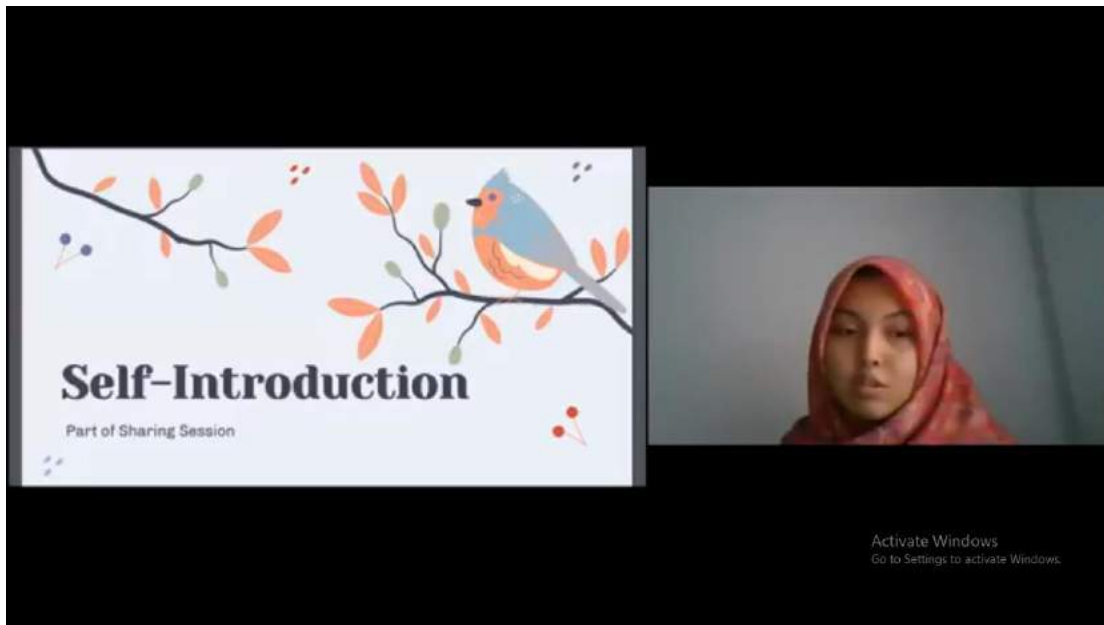 Self-Introduction
Part of Sharing Session
Activate Windows
Go to Settings to activate Windows.